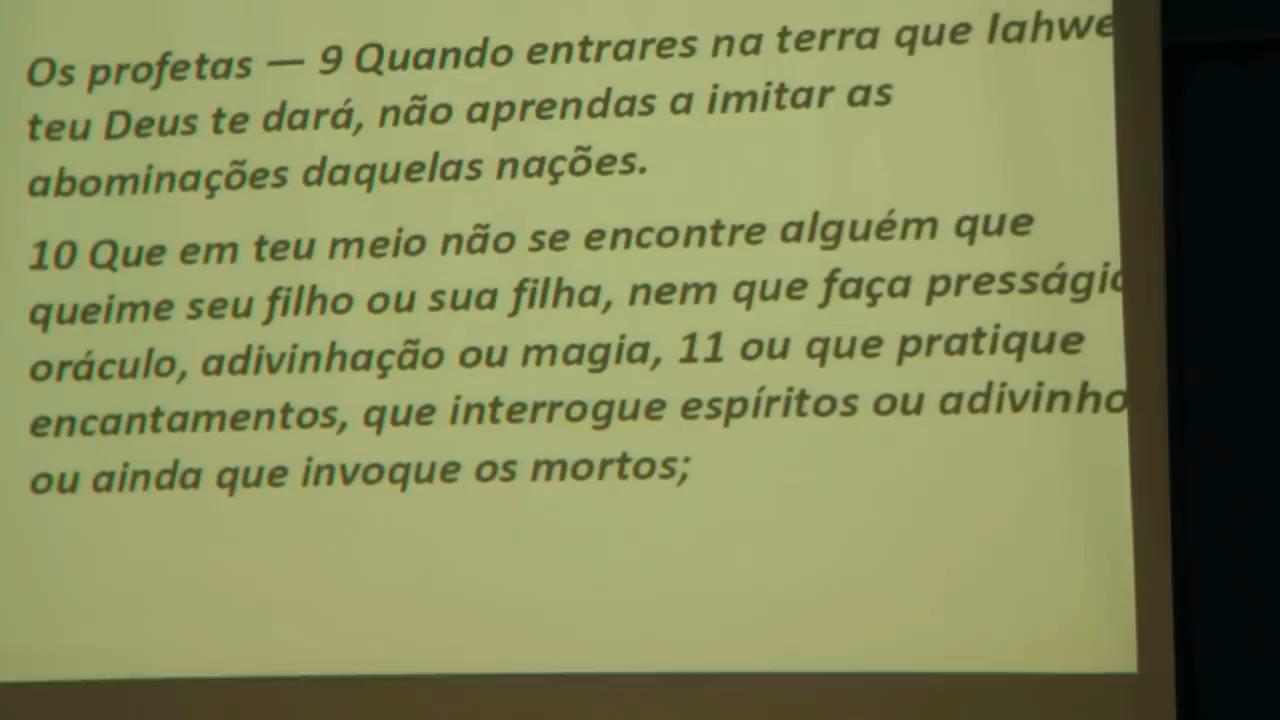 Os profetas — 9 Quando entrares na terra que Iahwe
teu Deus te dará, não aprendas a imitar as
abominações daquelas nações.
10 Que em teu meio não se encontre alguém que
queime seu filho ou sua filha, nem que faça presságio
oráculo, adivinhação ou magia, 11 ou que pratique
encantamentos, que interrogue espíritos ou adivinho
ou ainda que invoque os mortos;